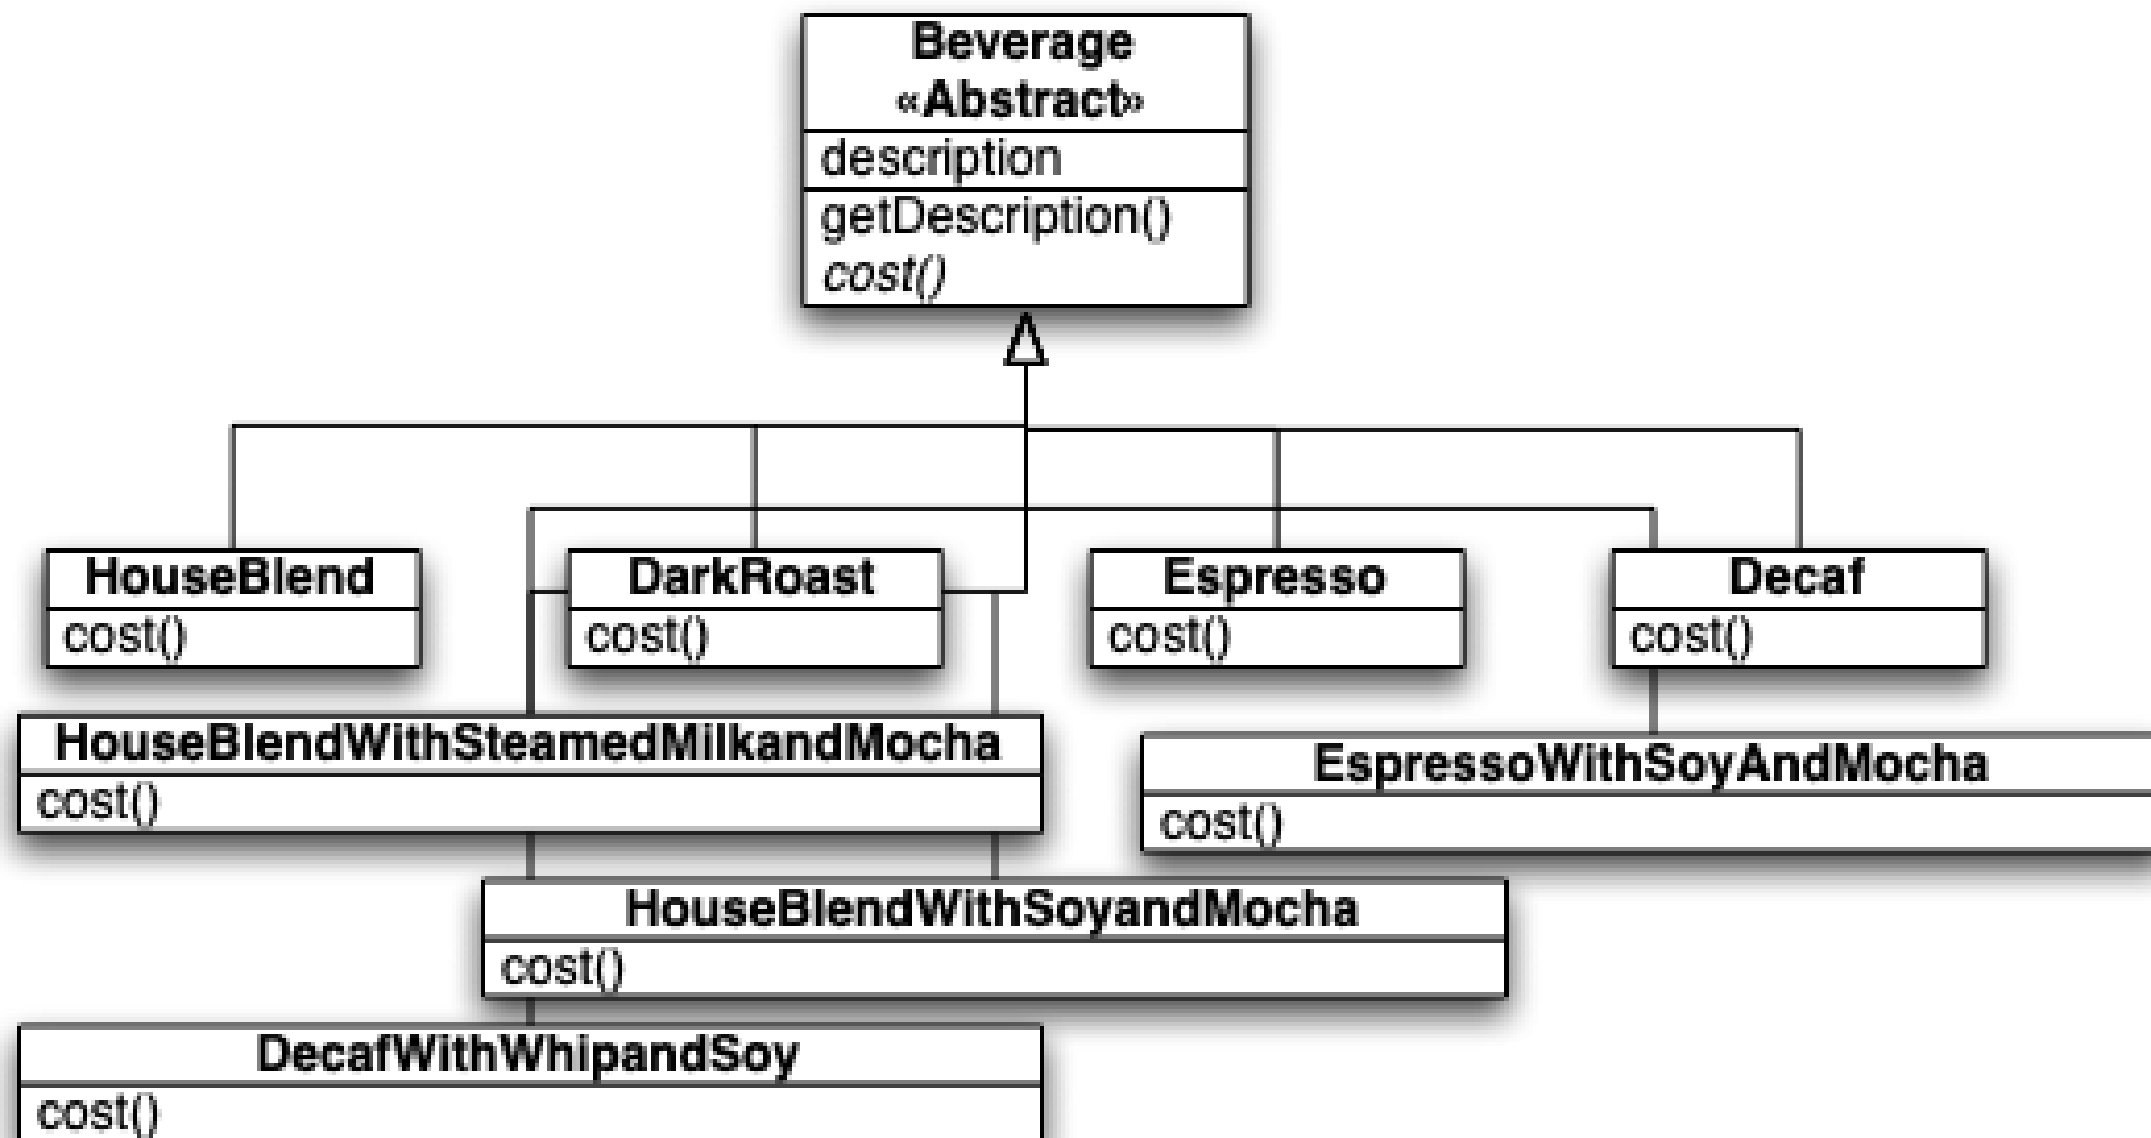 Beverage
«Abstract»
description
getDescription()
cost()
HouseBlend
cost()
DarkRoast
cost()
Espresso
cost()
Decaf
cost()
HouseBlendWithSteamedMilkandMocha
cost()
EspressoWithSoyAndMocha
cost()
HouseBlendWithSoyandMocha
cost()
DecafWithWhipandSoy
cost()